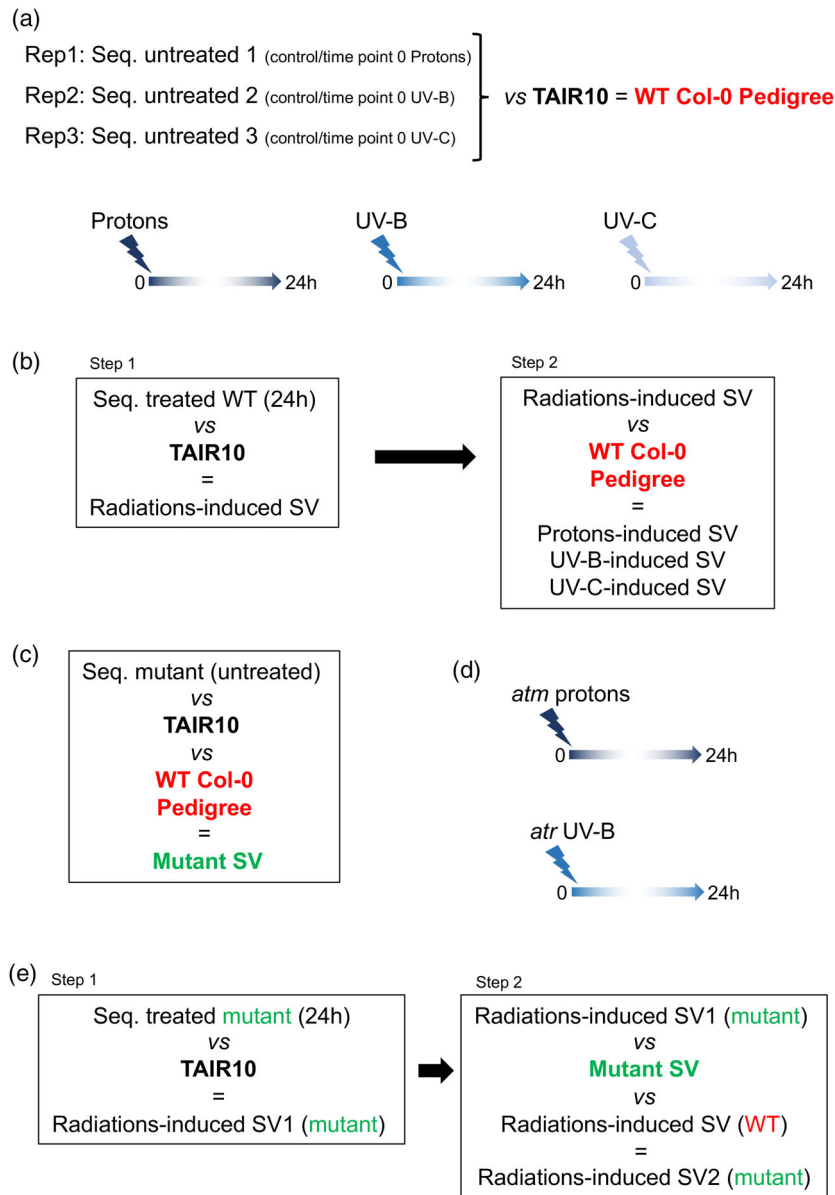 (a)
Rep1: Seq. untreated 1 (control/time point 0 Protons)
Rep2: Seq. untreated 2 (control/time point 0 UV-B)
Rep3: Seq. untreated 3 (control/time point 0 UV-C)
vs TAIR10 = WT Col-0 Pedigree
Protons
0 24h
UV-B
0 24h
UV-C
0 24h
(b)
Step 1
Seq. treated WT (24h)
vs
TAIR10
=
Radiations-induced SV
Step 2
Radiations-induced SV
vs
WT Col-0
Pedigree
=
Protons-induced SV
UV-B-induced SV
UV-C-induced SV
(c)
Seq. mutant (untreated)
vs
TAIR10
vs
WT Col-0
Pedigree
=
Mutant SV
(d)
atm protons
0 24h
atr UV-B
0 24h
(e)
Step 1
Seq. treated mutant (24h)
vs
TAIR10
=
Radiations-induced SV1 (mutant)
Step 2
Radiations-induced SV1 (mutant)
vs
Mutant SV
vs
Radiations-induced SV (WT)
=
Radiations-induced SV2 (mutant)